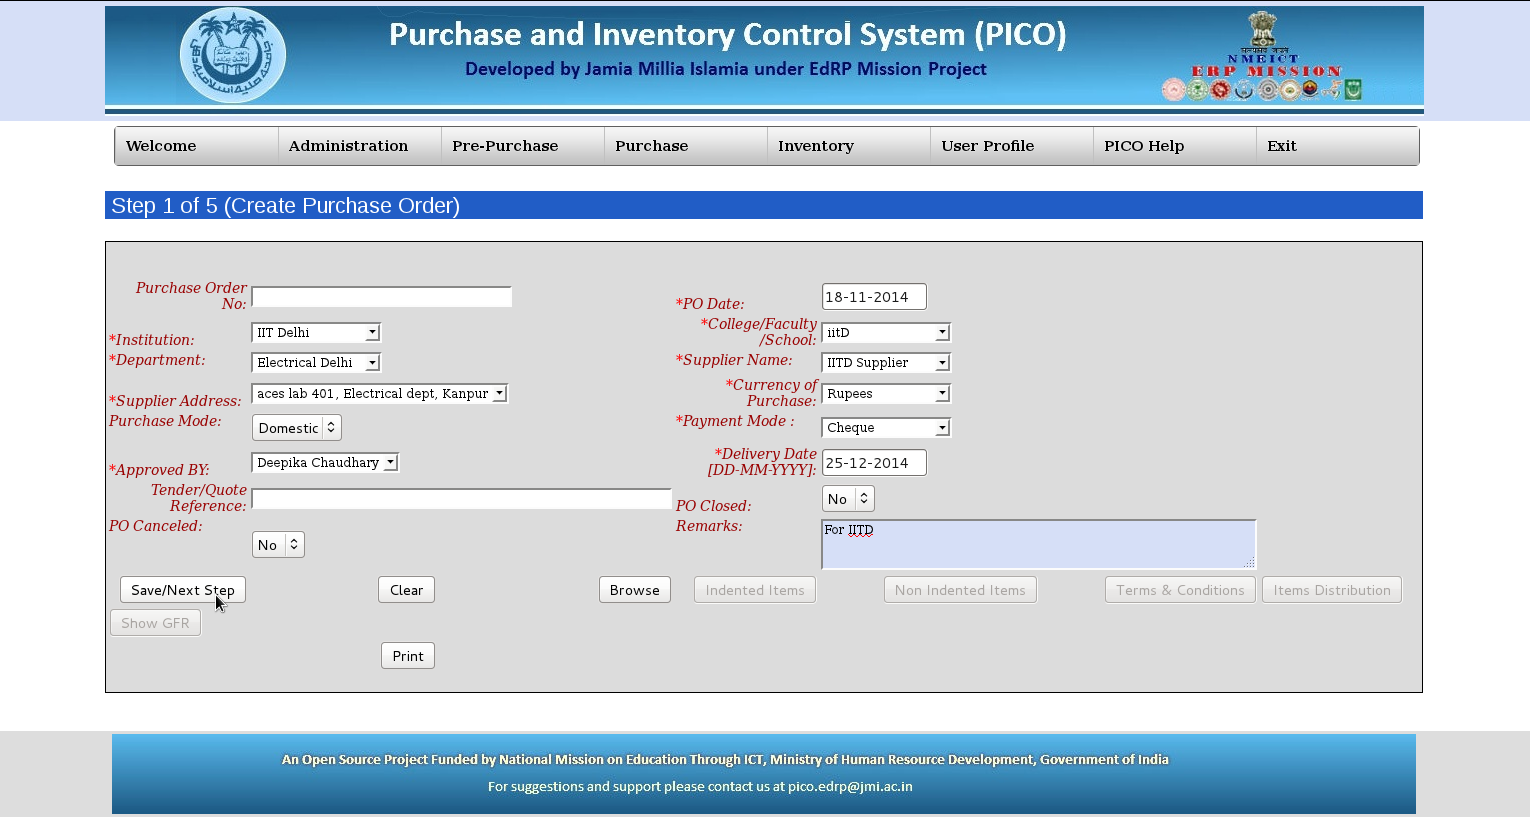 Purchase and Inventory Control System (PICO)
Developed by Jamia Millia Islamia under EdRP Mission Project
NMEICT
ERP MISSION
Welcome Administration Pre-Purchase Purchase Inventory User Profile PICO Help Exit
Step 1 of 5 (Create Purchase Order)
Purchase Order
No:
*PO Date: 18-11-2014
*Institution: IIT Delhi
*College/Faculty
/School: iitD
*Department: Electrical Delhi
*Supplier Name: IITD Supplier
*Supplier Address: aces lab 401, Electrical dept, Kanpur
*Currency of
Purchase: Rupees
Purchase Mode: Domestic
*Payment Mode : Cheque
*Approved BY: Deepika Chaudhary
*Delivery Date
[DD-MM-YYYY]: 25-12-2014
Tender/Quote
Reference:
PO Closed: No
PO Canceled: No
Remarks: For IITD
Save/Next Step Clear Browse Indented Items Non Indented Items Terms & Conditions Items Distribution
Show GFR
Print
An Open Source Project Funded by National Mission on Education Through ICT, Ministry of Human Resource Development, Government of India
For suggestions and support please contact us at pico.edrp@jmi.ac.in